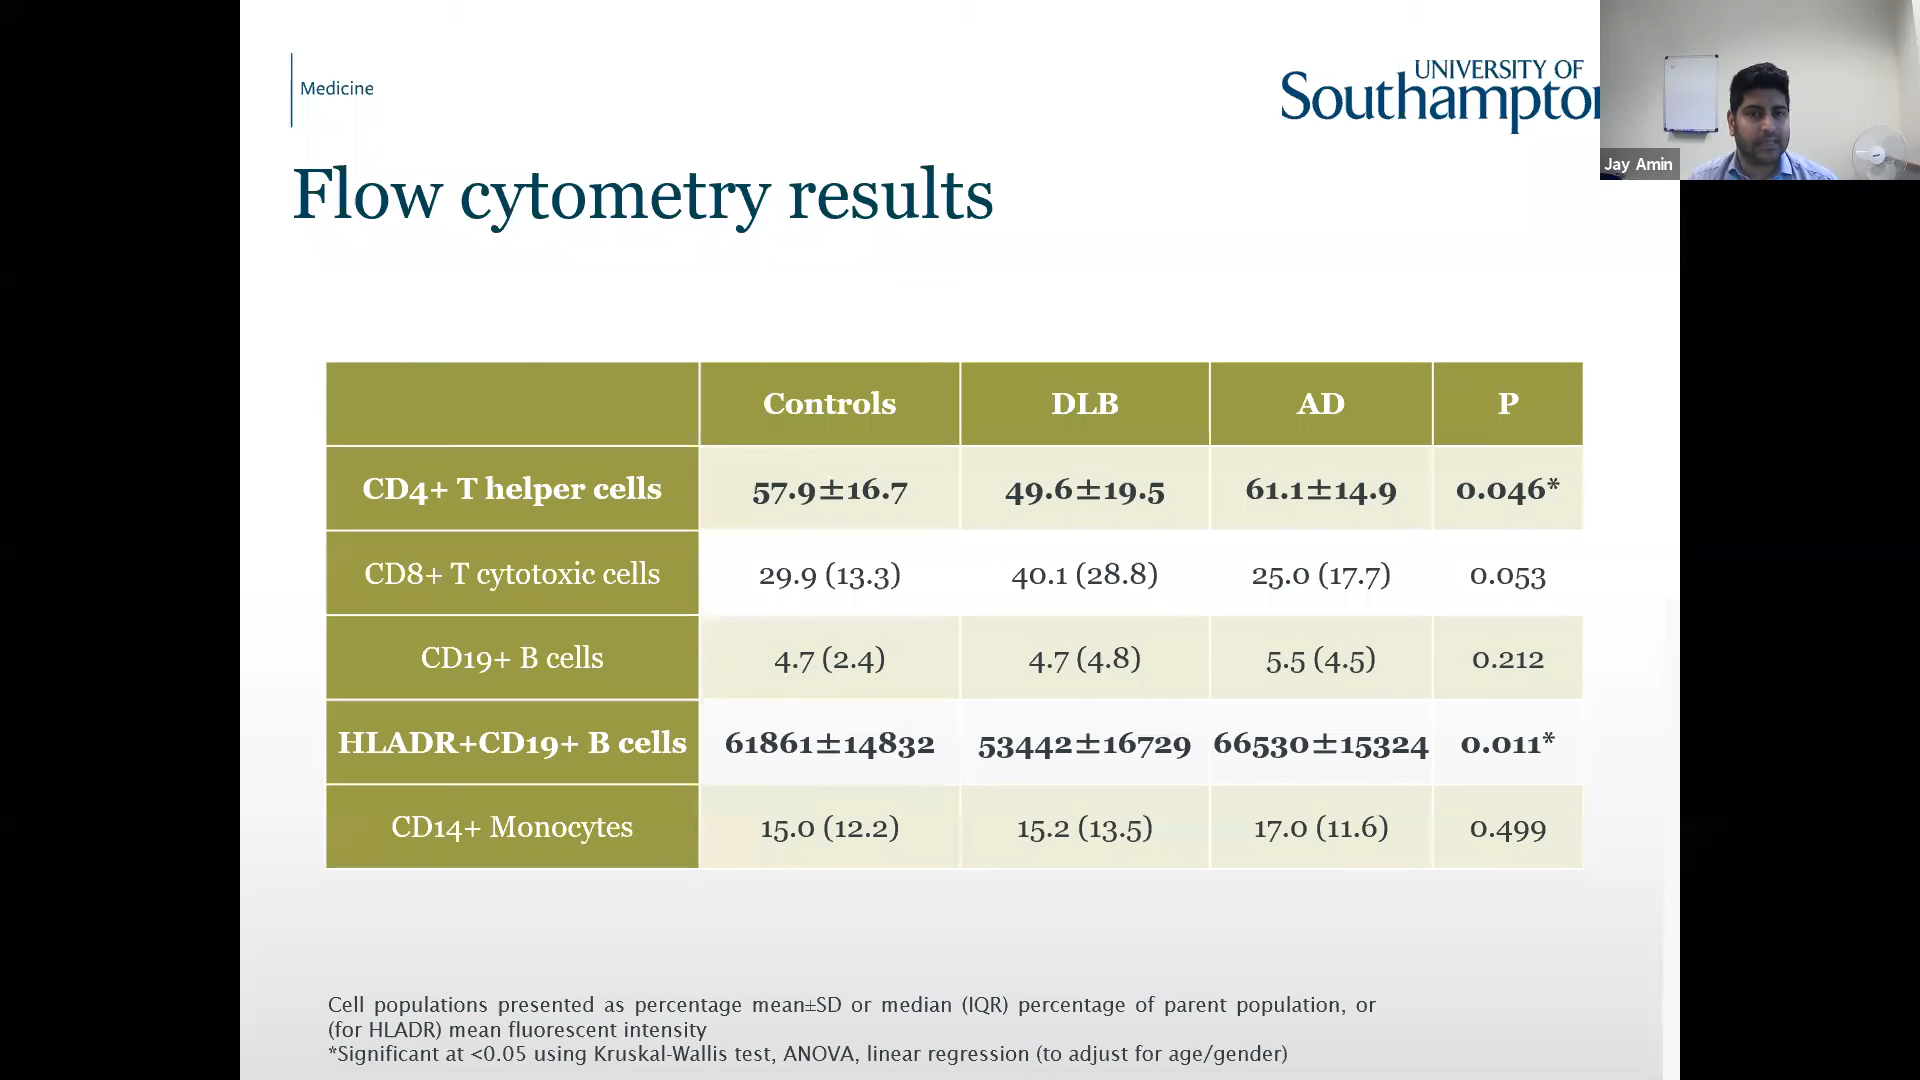 Medicine
UNIVERSITY OF
Southampton
Jay Amin
Flow cytometry results
Controls DLB AD P
CD4+ T helper cells 57.9±16.7 49.6±19.5 61.1±14.9 0.046*
CD8+ T cytotoxic cells 29.9 (13.3) 40.1 (28.8) 25.0 (17.7) 0.053
CD19+ B cells 4.7 (2.4) 4.7 (4.8) 5.5 (4.5) 0.212
HLADR+CD19+ B cells 61861±14832 53442±16729 66530±15324 0.011*
CD14+ Monocytes 15.0 (12.2) 15.2 (13.5) 17.0 (11.6) 0.499
Cell populations presented as percentage mean±SD or median (IQR) percentage of parent population, or
(for HLADR) mean fluorescent intensity
*Significant at <0.05 using Kruskal-Wallis test, ANOVA, linear regression (to adjust for age/gender)